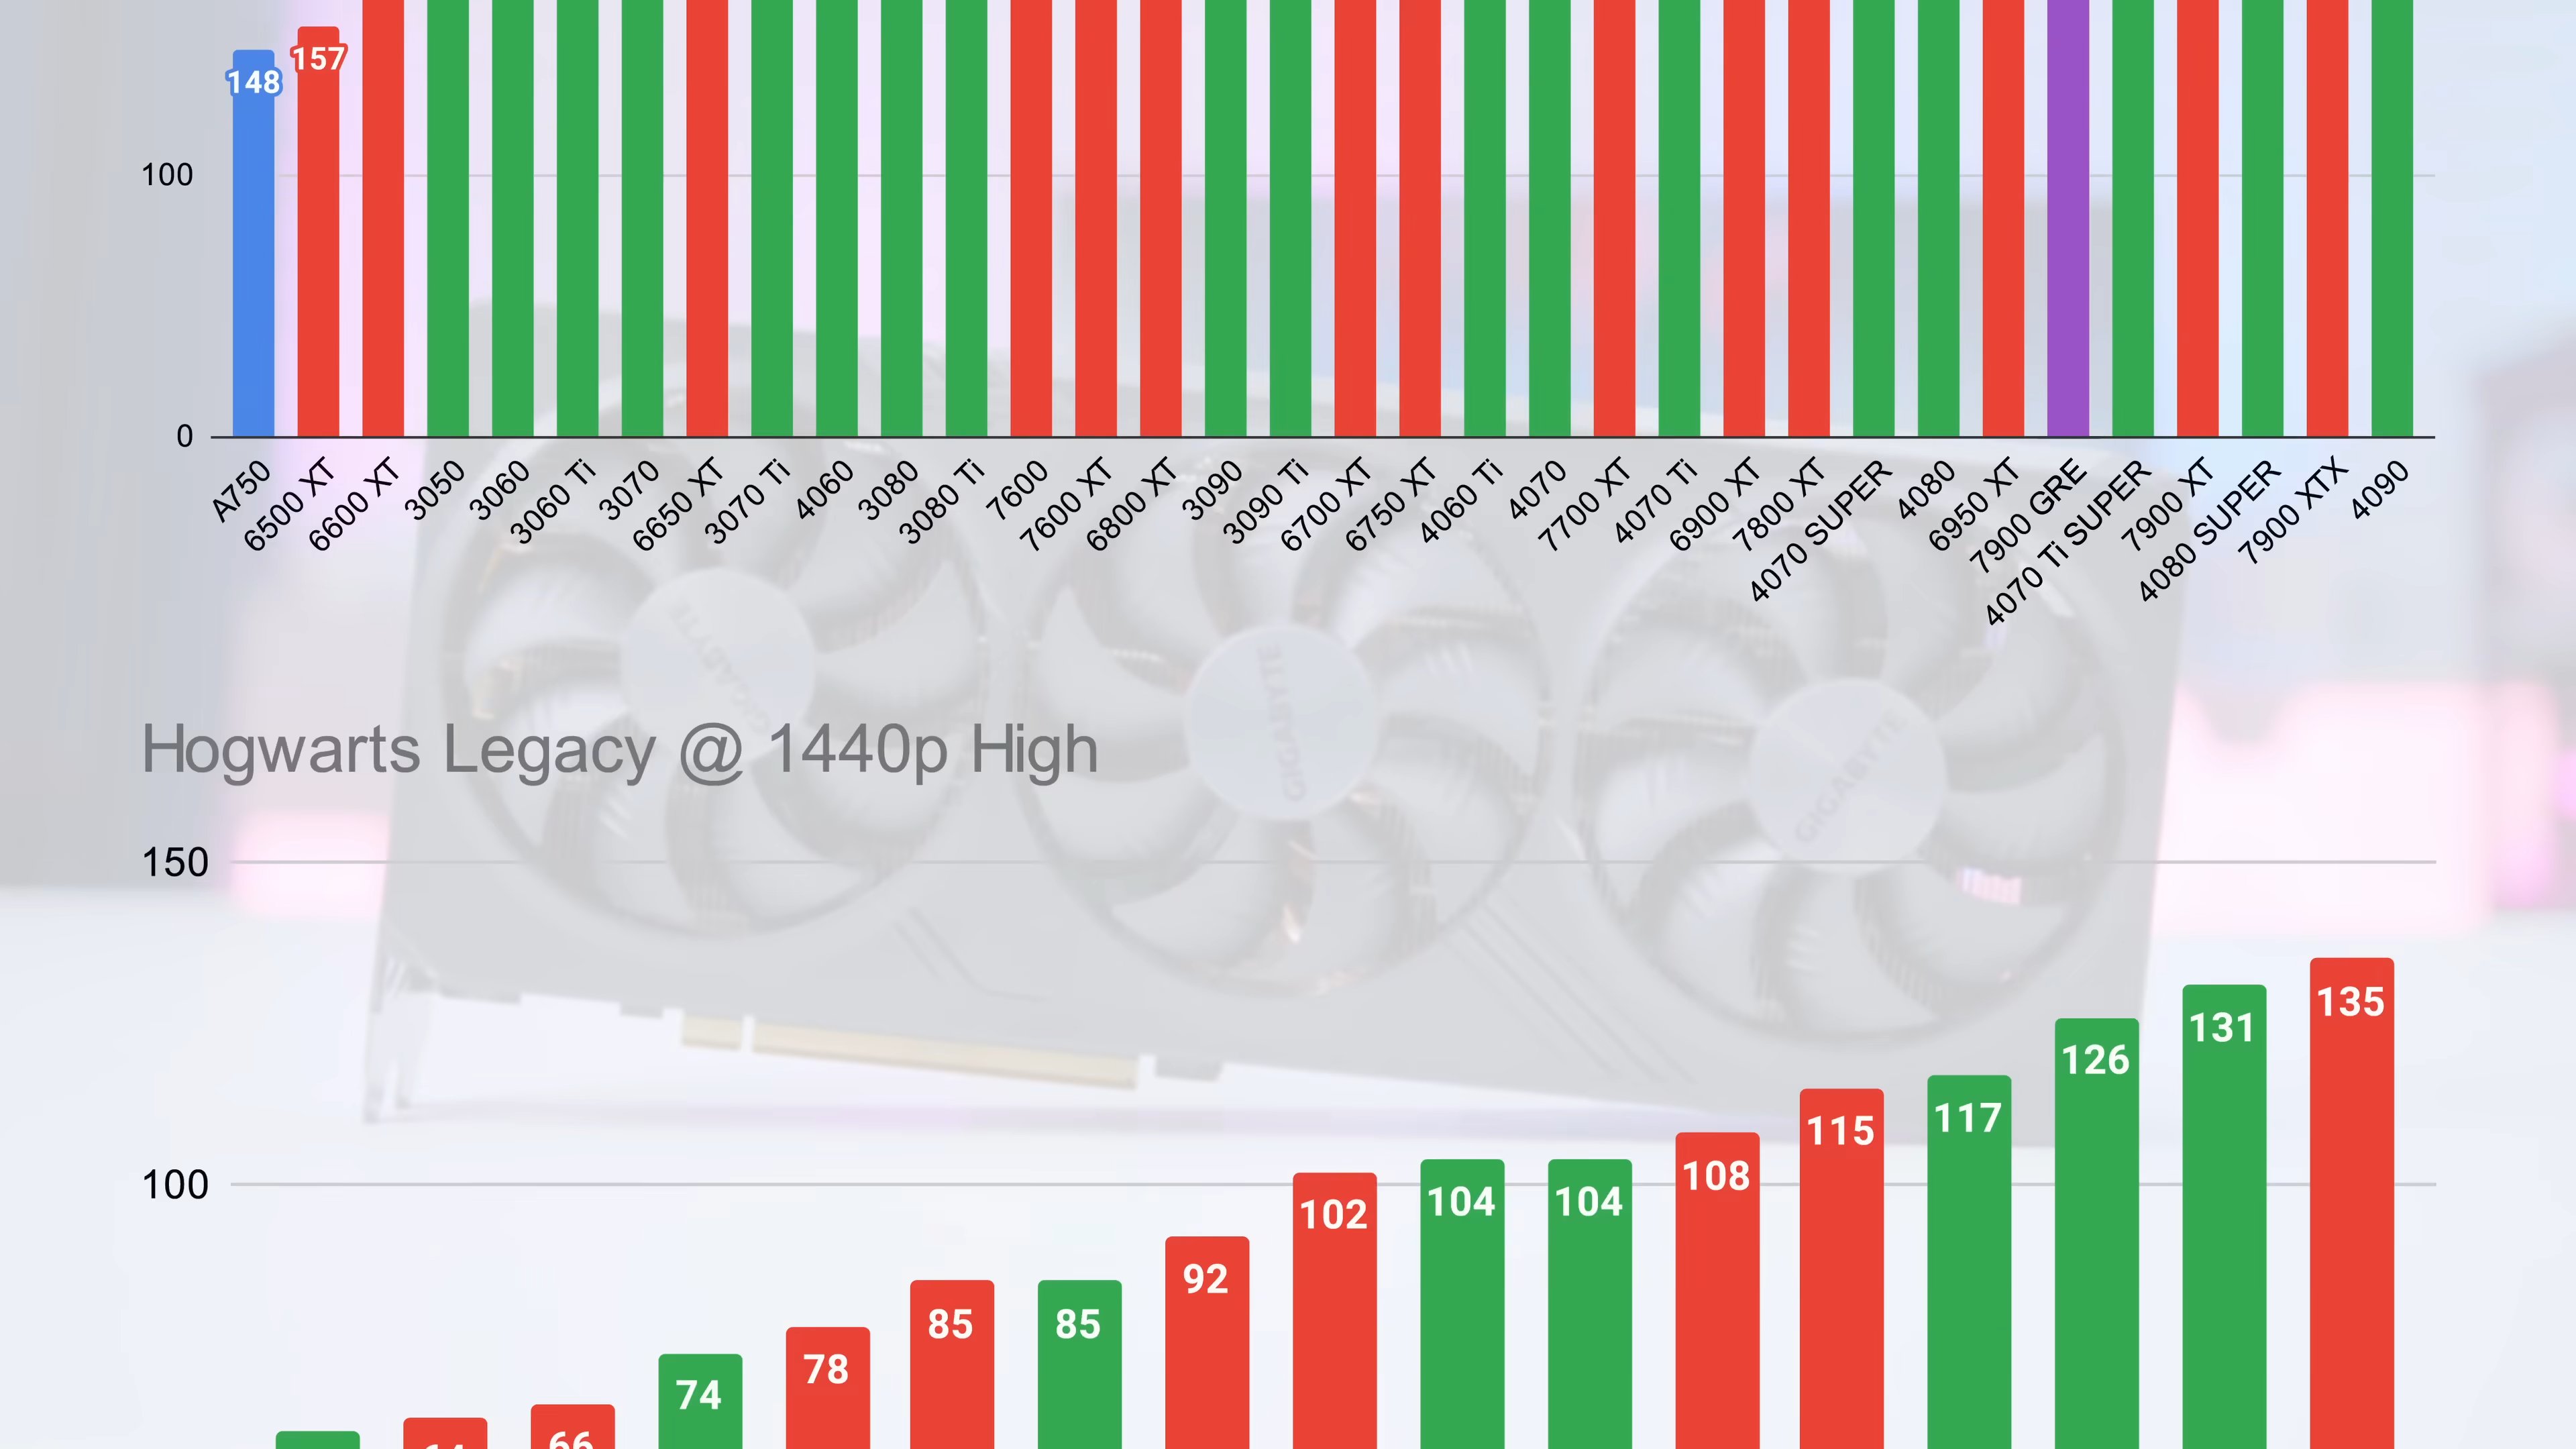 148
157
100
0
A750
6500 XT
6600 XT
3050
3060
3060 Ti
3070
6650 XT
3070 Ti
4060
3080
3080 Ti
7600
7600 XT
6800 XT
3090
3090 Ti
6700 XT
6750 XT
4060 Ti
4070
7700 XT
4070 Ti
6900 XT
7800 XT
4070 SUPER
4080
6950 XT
7900 GRE
4070 Ti SUPER
7900 XT
4080 SUPER
7900 XTX
4090
GIGABYTE
GIGABYTE
GIGABYTE
Hogwarts Legacy @ 1440p High
150
100
66
74
78
85
85
92
102
104
104
108
115
117
126
131
135